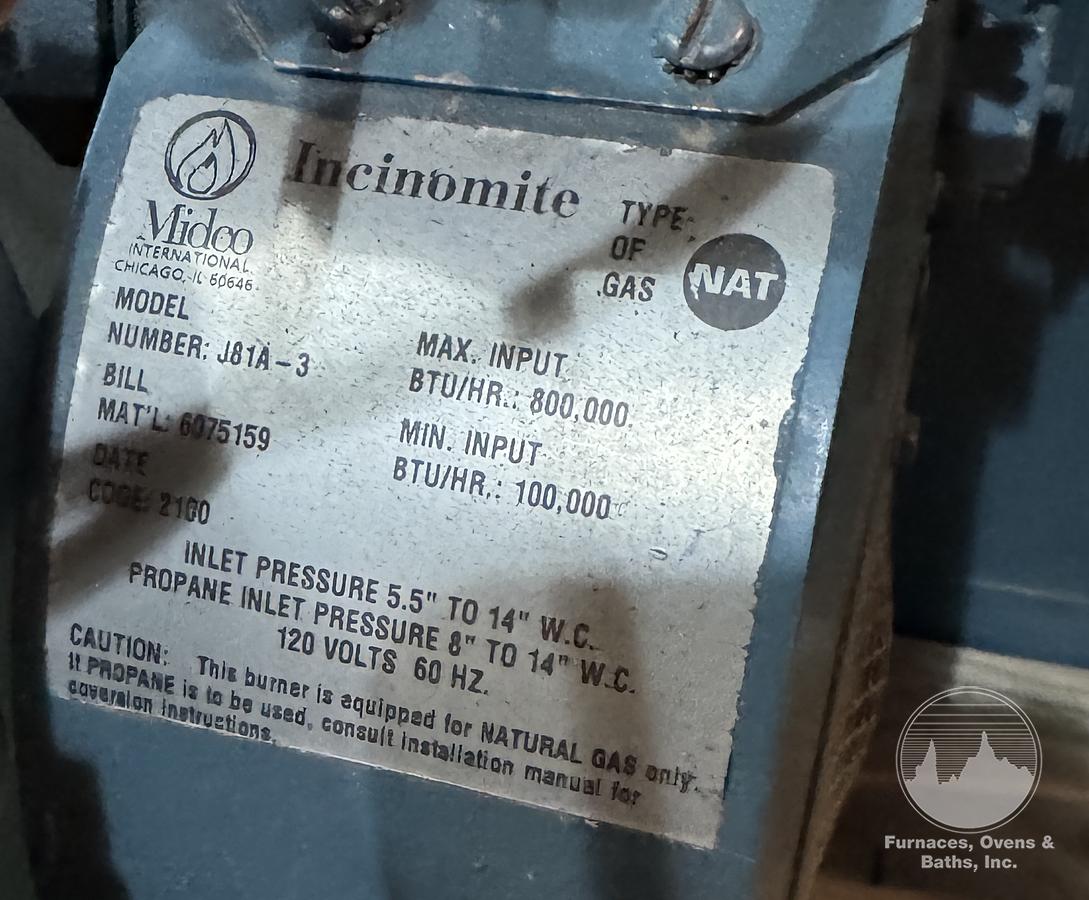 Incinomite
Midco
INTERNATIONAL
CHICAGO, IL 60646
TYPE
OF
GAS
NAT
MODEL
NUMBER: J81A-3
BILL
MAT'L: 6075159
DATE
CODE: 2160
MAX. INPUT
BTU/HR.: 800,000
MIN. INPUT
BTU/HR.: 100,000
INLET PRESSURE 5.5" TO 14" W.C.
PROPANE INLET PRESSURE 8" TO 14" W.C.
120 VOLTS 60 HZ.
CAUTION: This burner is equipped for NATURAL GAS only.
If PROPANE is to be used, consult installation manual for
coversion instructions.
Furnaces, Ovens &
Baths, Inc.